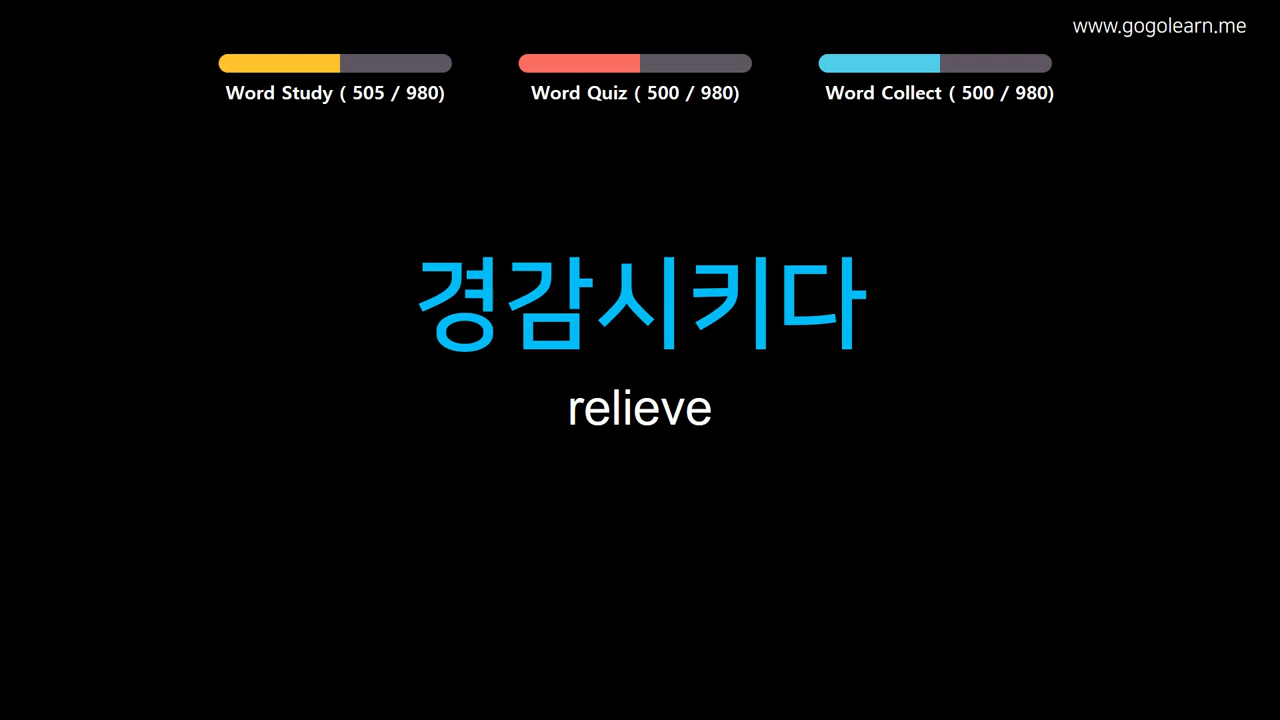 www.gogolearn.me
Word Study ( 505 / 980)
Word Quiz ( 500 / 980)
Word Collect ( 500 / 980)
경감시키다
relieve